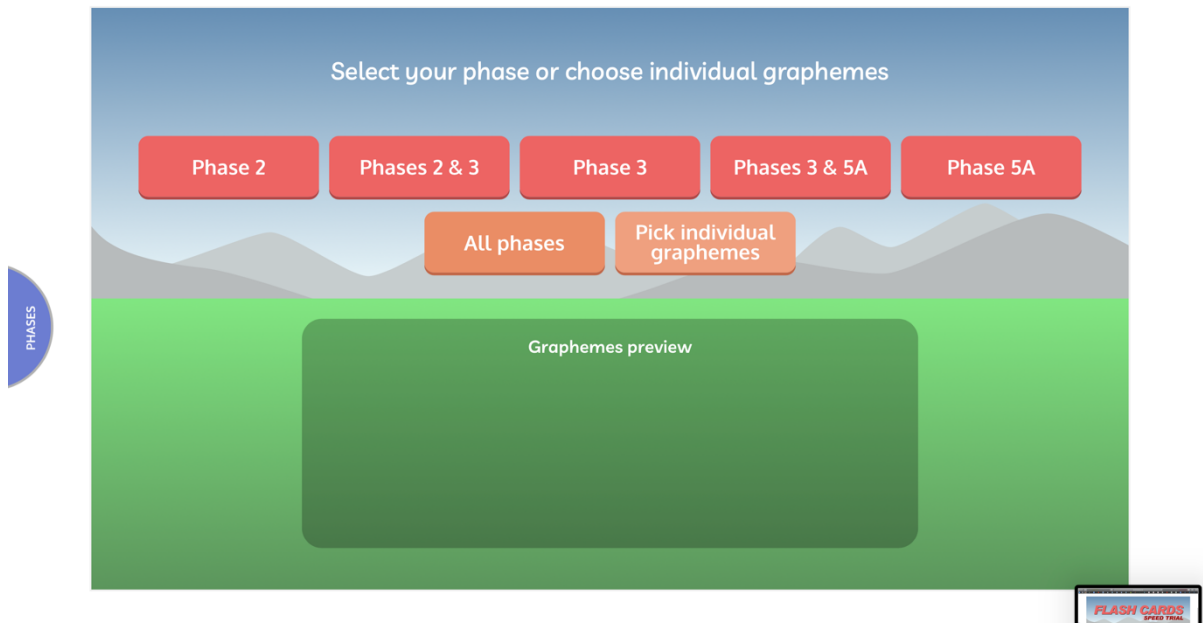 Select your phase or choose individual graphemes
Phase 2
Phases 2 & 3
Phase 3
Phases 3 & 5A
Phase 5A
All phases
Pick individual
graphemes
PHASES
Graphemes preview
FLASH CARDS
SPEED TRIAL